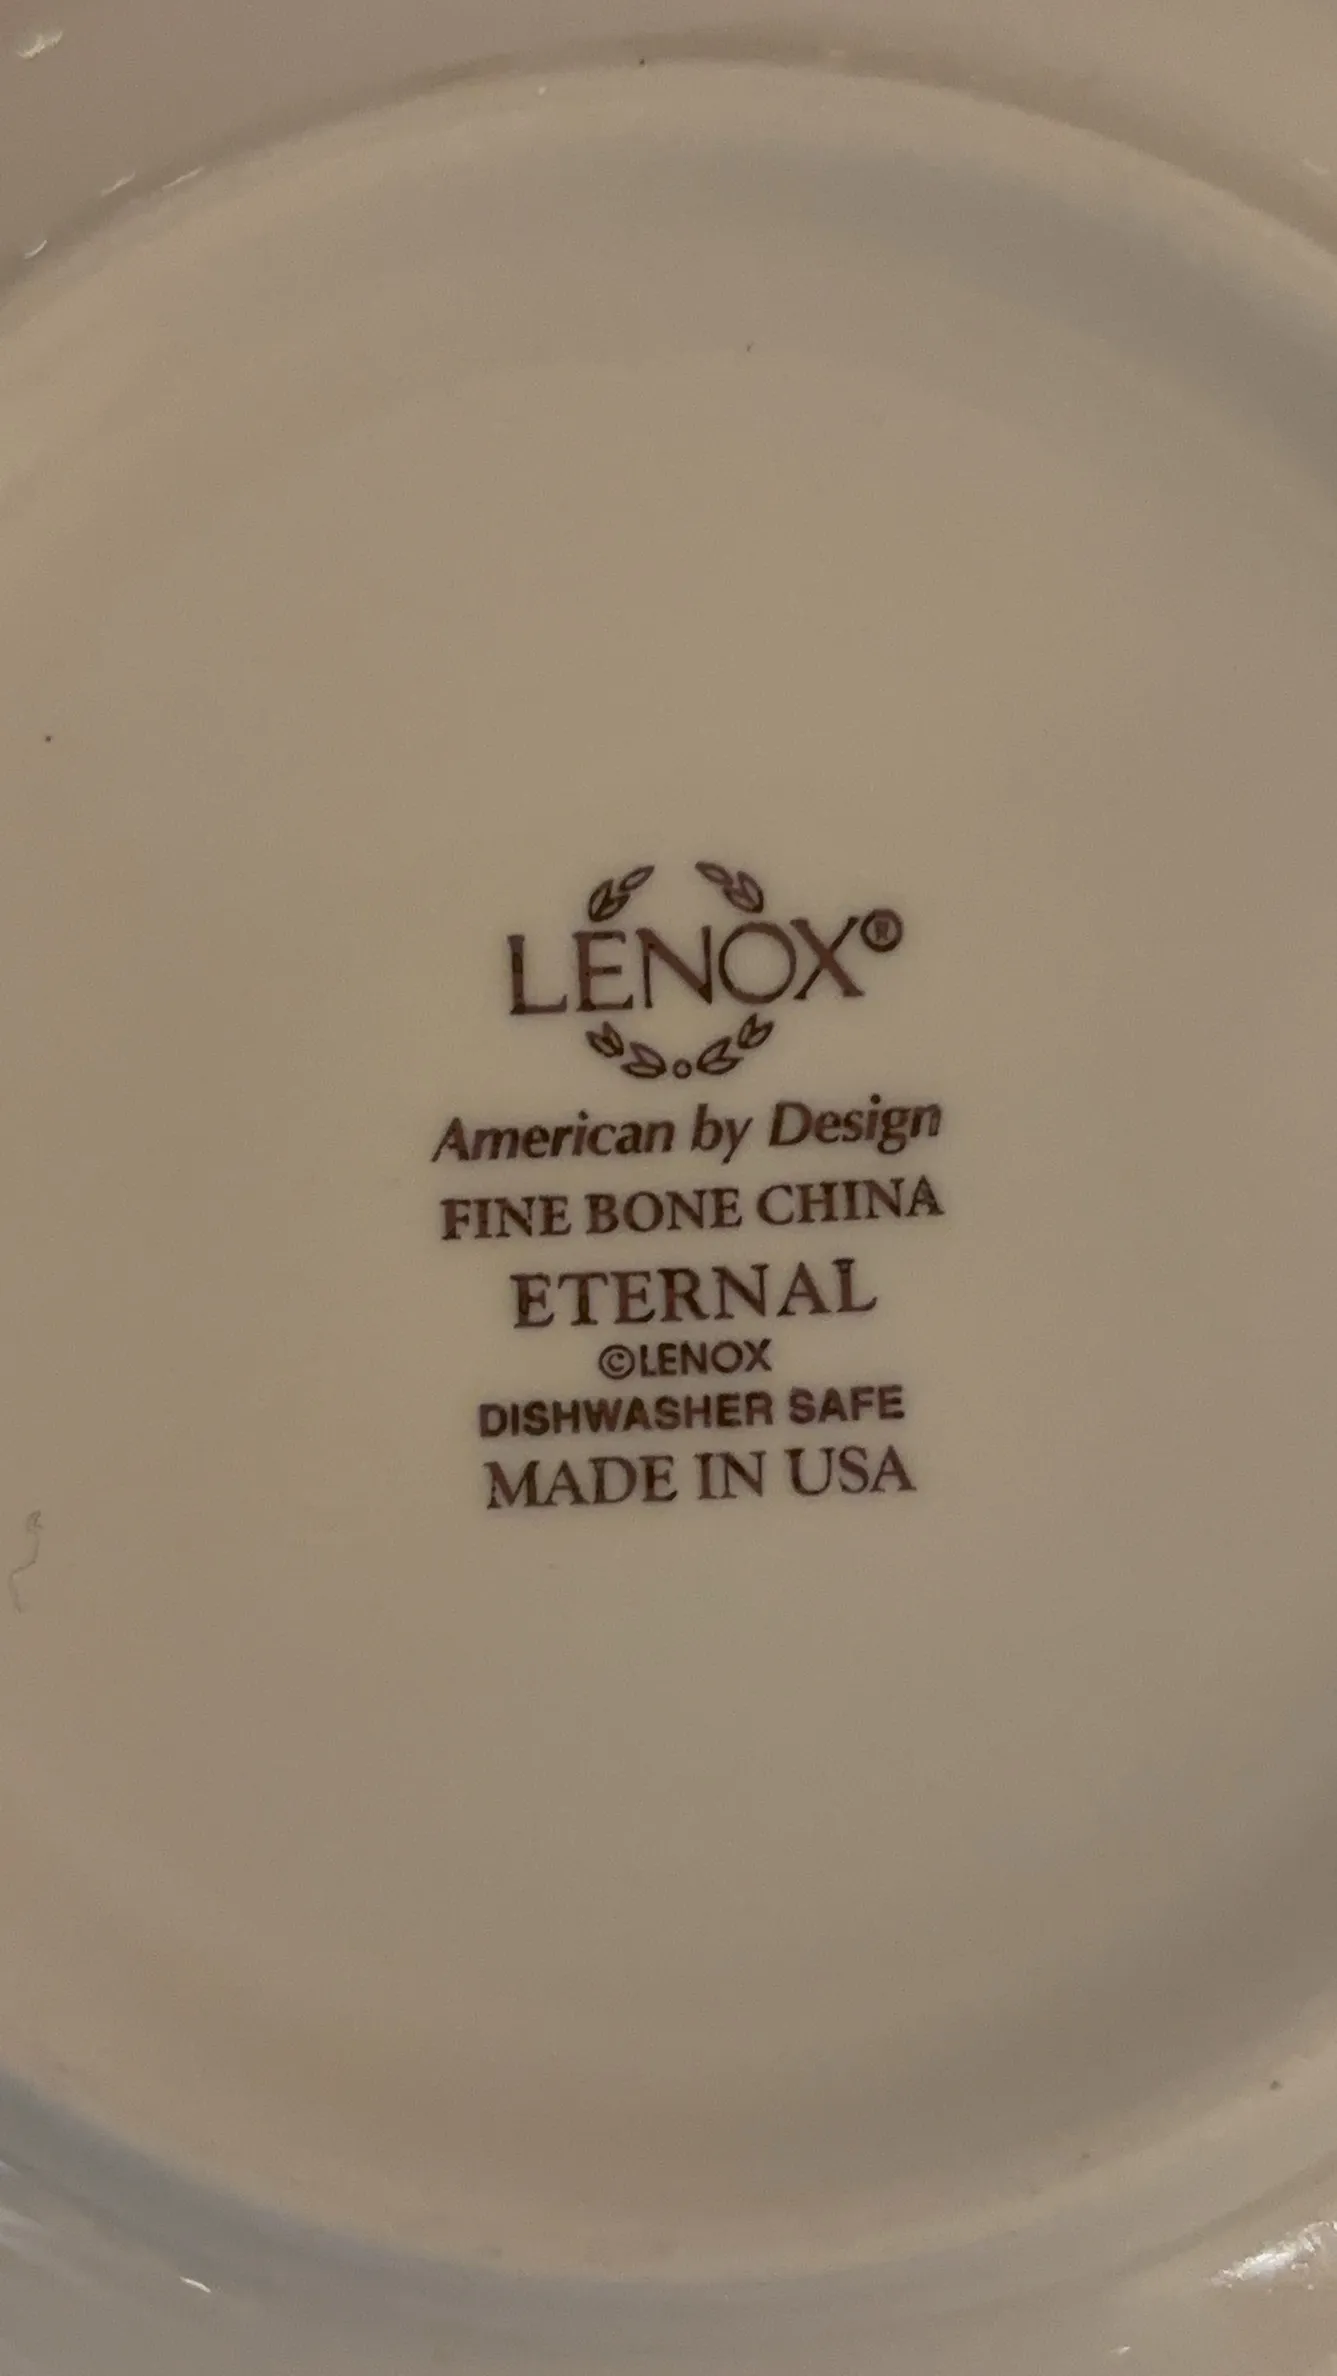 LENOX®
American by Design
FINE BONE CHINA
ETERNAL
©LENOX
DISHWASHER SAFE
MADE IN USA